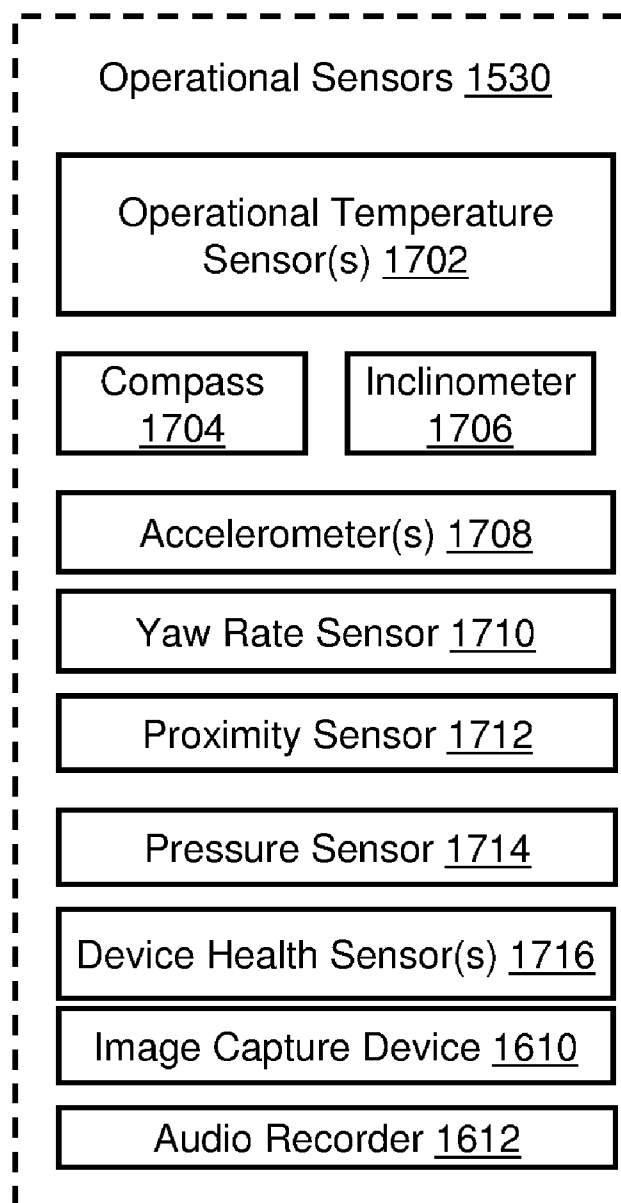 Operational Sensors 1530
Operational Temperature
Sensor(s) 1702
Compass
1704
Inclinometer
1706
Accelerometer(s) 1708
Yaw Rate Sensor 1710
Proximity Sensor 1712
Pressure Sensor 1714
Device Health Sensor(s) 1716
Image Capture Device 1610
Audio Recorder 1612